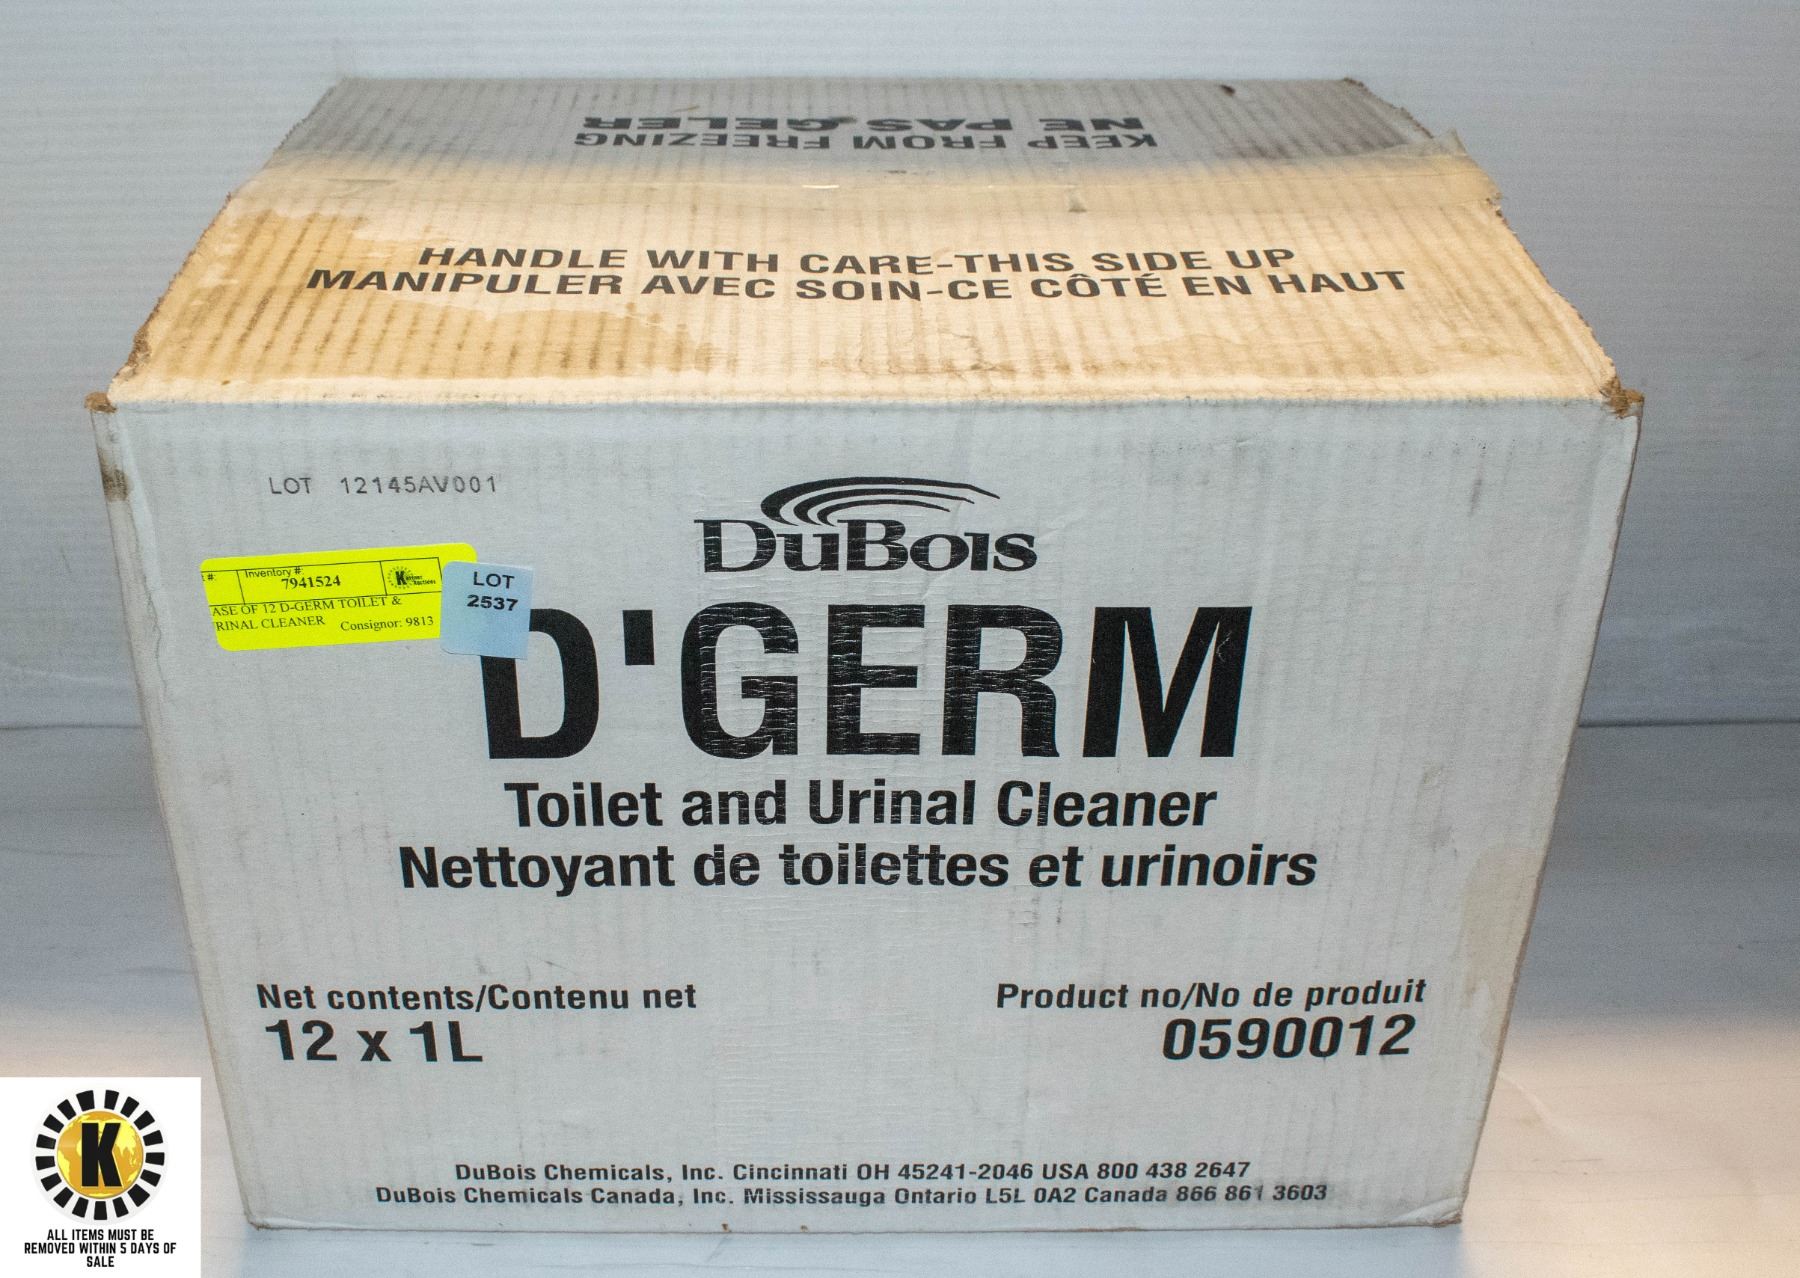 KEEP FROM FREEZING
NE PAS GELER
HANDLE WITH CARE-THIS SIDE UP
MANIPULER AVEC SOIN-CE CÔTÉ EN HAUT
LOT 12145AV001
DuBois
#: Inventory #:
7941524
K
ASE OF 12 D-GERM TOILET &
RINAL CLEANER Consignor: 9813
LOT
2537
D'GERM
Toilet and Urinal Cleaner
Nettoyant de toilettes et urinoirs
Net contents/Contenu net
12 x 1L
Product no/No de produit
0590012
DuBois Chemicals, Inc. Cincinnati OH 45241-2046 USA 800 438 2647
DuBois Chemicals Canada, Inc. Mississauga Ontario L5L 0A2 Canada 866 861 3603
K
ALL ITEMS MUST BE
REMOVED WITHIN 5 DAYS OF
SALE